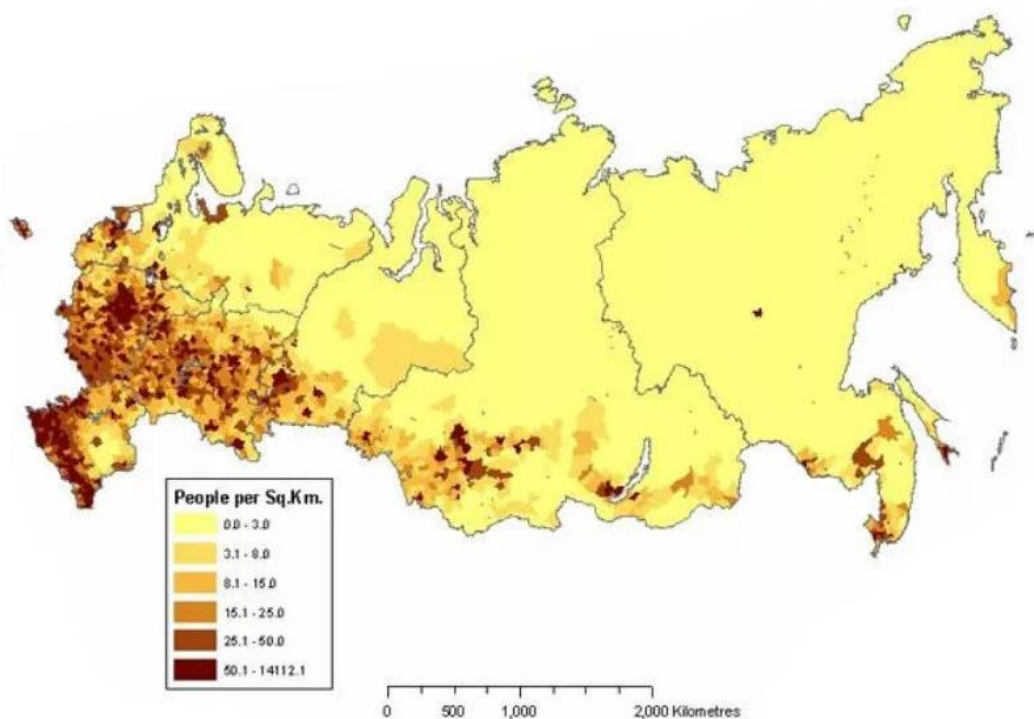 People per Sq.Km.
0.0 - 3.0
3.1 - 8.0
8.1 - 15.0
15.1 - 25.0
25.1 - 50.0
50.1 - 14112.1
0 500 1,000 2,000 Kilometres